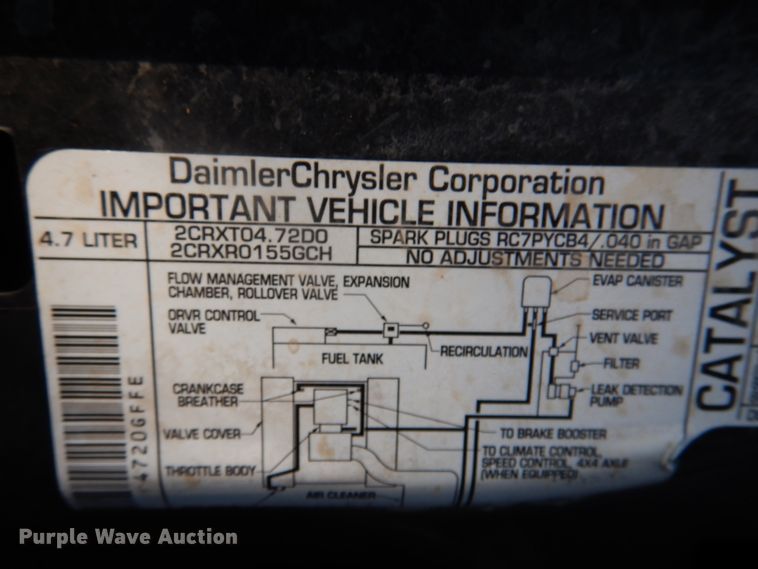 DaimlerChrysler Corporation
IMPORTANT VEHICLE INFORMATION
4.7 LITER
2CRXT04.72D0
2CRXR0155GCH
SPARK PLUGS RC7PYCB4/.040 in GAP
NO ADJUSTMENTS NEEDED
FLOW MANAGEMENT VALVE, EXPANSION
CHAMBER, ROLLOVER VALVE
ORVR CONTROL
VALVE
FUEL TANK
RECIRCULATION
EVAP CANISTER
SERVICE PORT
VENT VALVE
FILTER
LEAK DETECTION
PUMP
CRANKCASE
BREATHER
VALVE COVER
THROTTLE BODY
AIR CLEANER
TO BRAKE BOOSTER
TO CLIMATE CONTROL,
SPEED CONTROL, 4X4 AXLE
(WHEN EQUIPPED)
CATALYST
4720GFFE
Purple Wave Auction